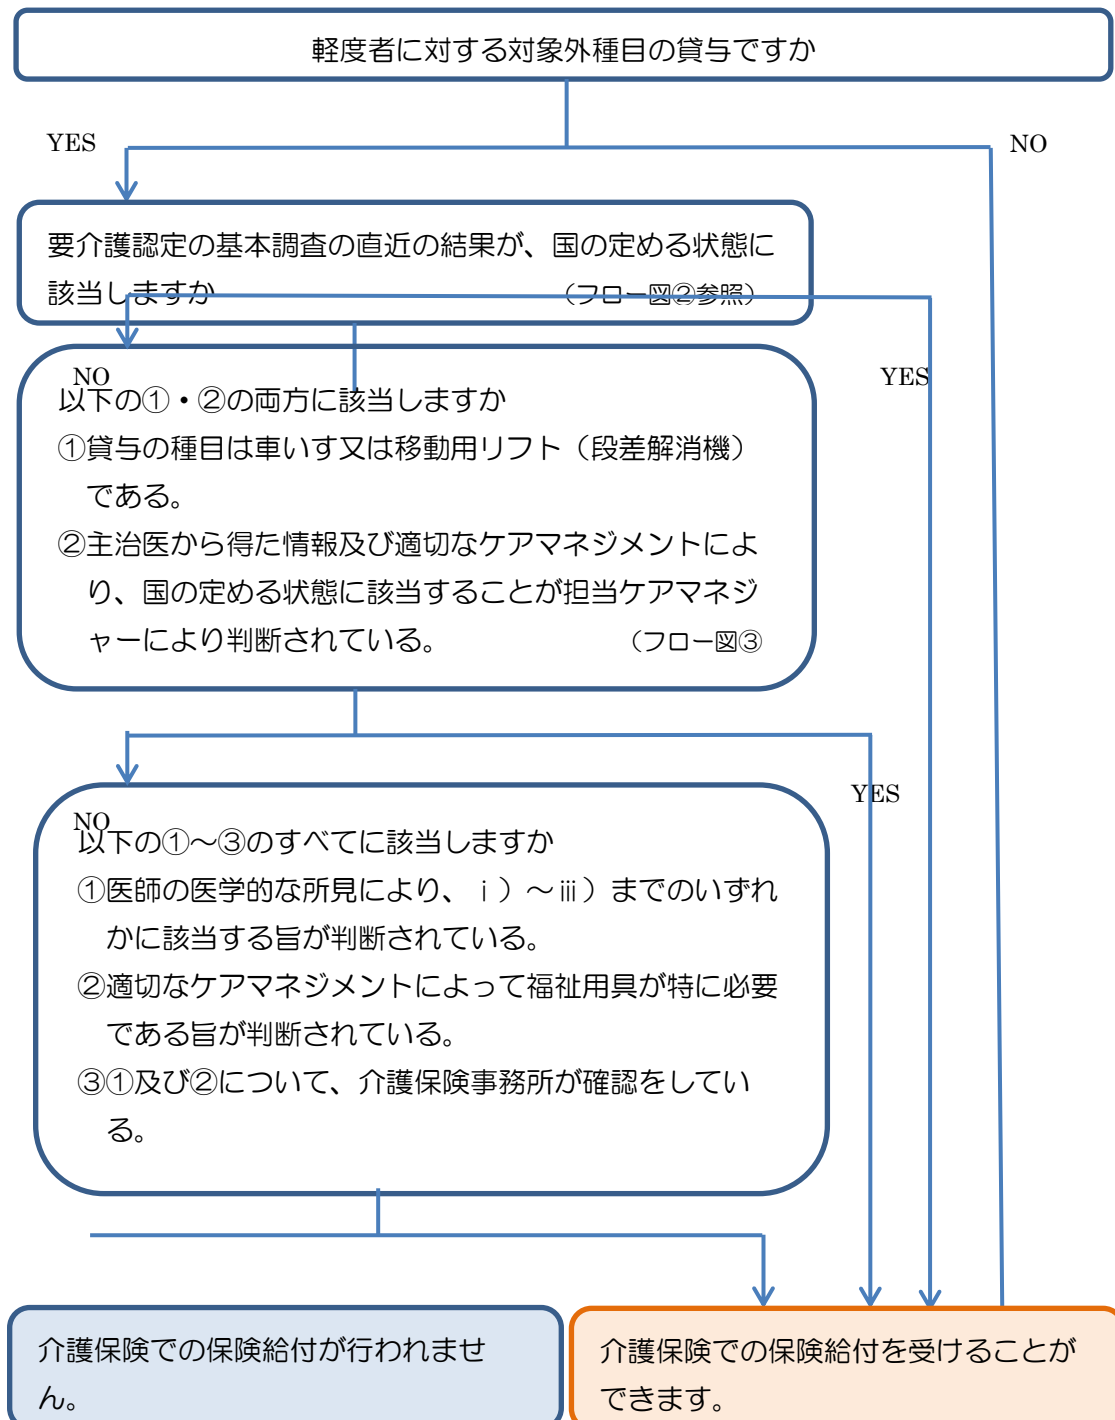 軽度者に対する対象外種目の貸与ですか
YES
NO
要介護認定の基本調査の直近の結果が、国の定める状態に
該当しますか （フロー図②参照）
NO
YES
以下の①・②の両方に該当しますか
①貸与の種目は車いす又は移動用リフト（段差解消機）
である。
②主治医から得た情報及び適切なケアマネジメントによ
り、国の定める状態に該当することが担当ケアマネジ
ャーにより判断されている。 （フロー図③
YES
NO
以下の①～③のすべてに該当しますか
①医師の医学的な所見により、ⅰ）～ⅲ）までのいずれ
かに該当する旨が判断されている。
②適切なケアマネジメントによって福祉用具が特に必要
である旨が判断されている。
③①及び②について、介護保険事務所が確認をしてい
る。
介護保険での保険給付が行われませ
ん。
介護保険での保険給付を受けることが
できます。